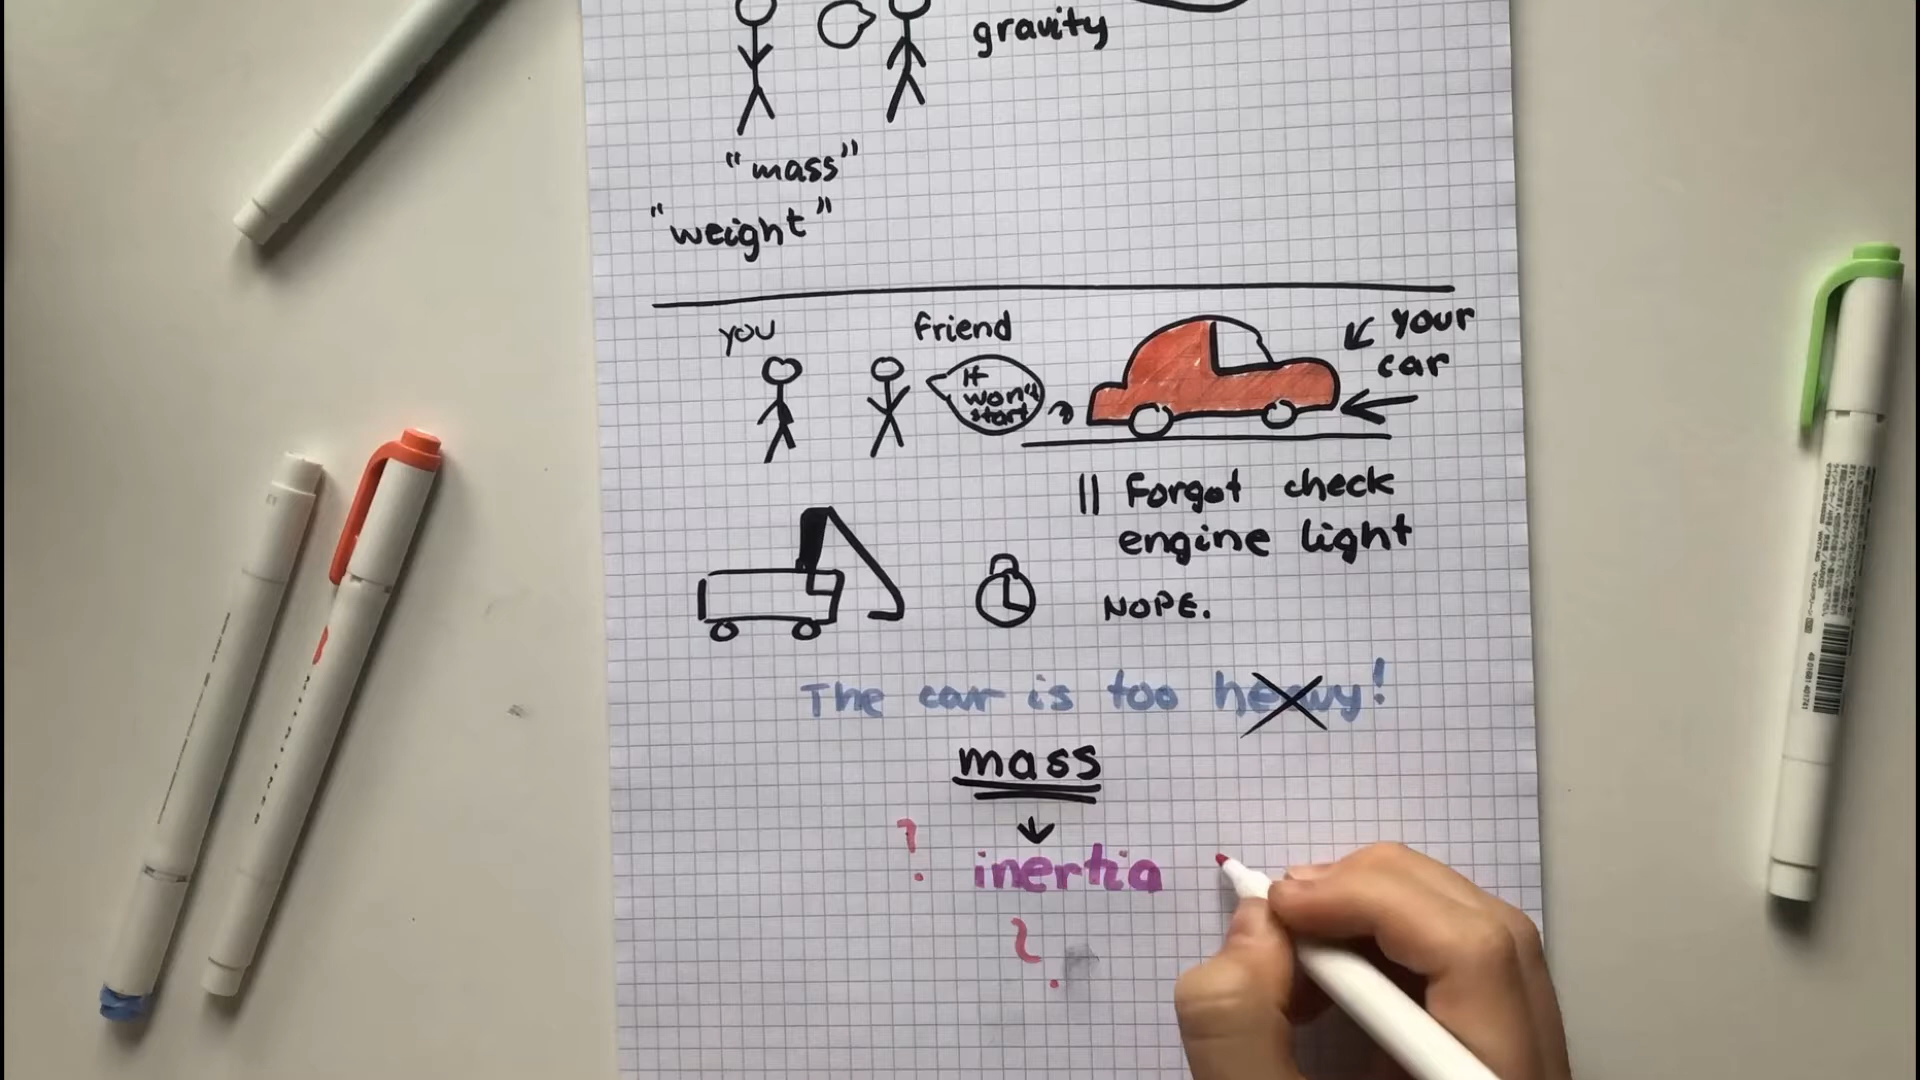 gravity
"mass"
"weight"
you
friend
It
won't
start
your
car
|| Forgot check
engine light
NOPE.
The car is too heavy!
mass
?
inertia
?